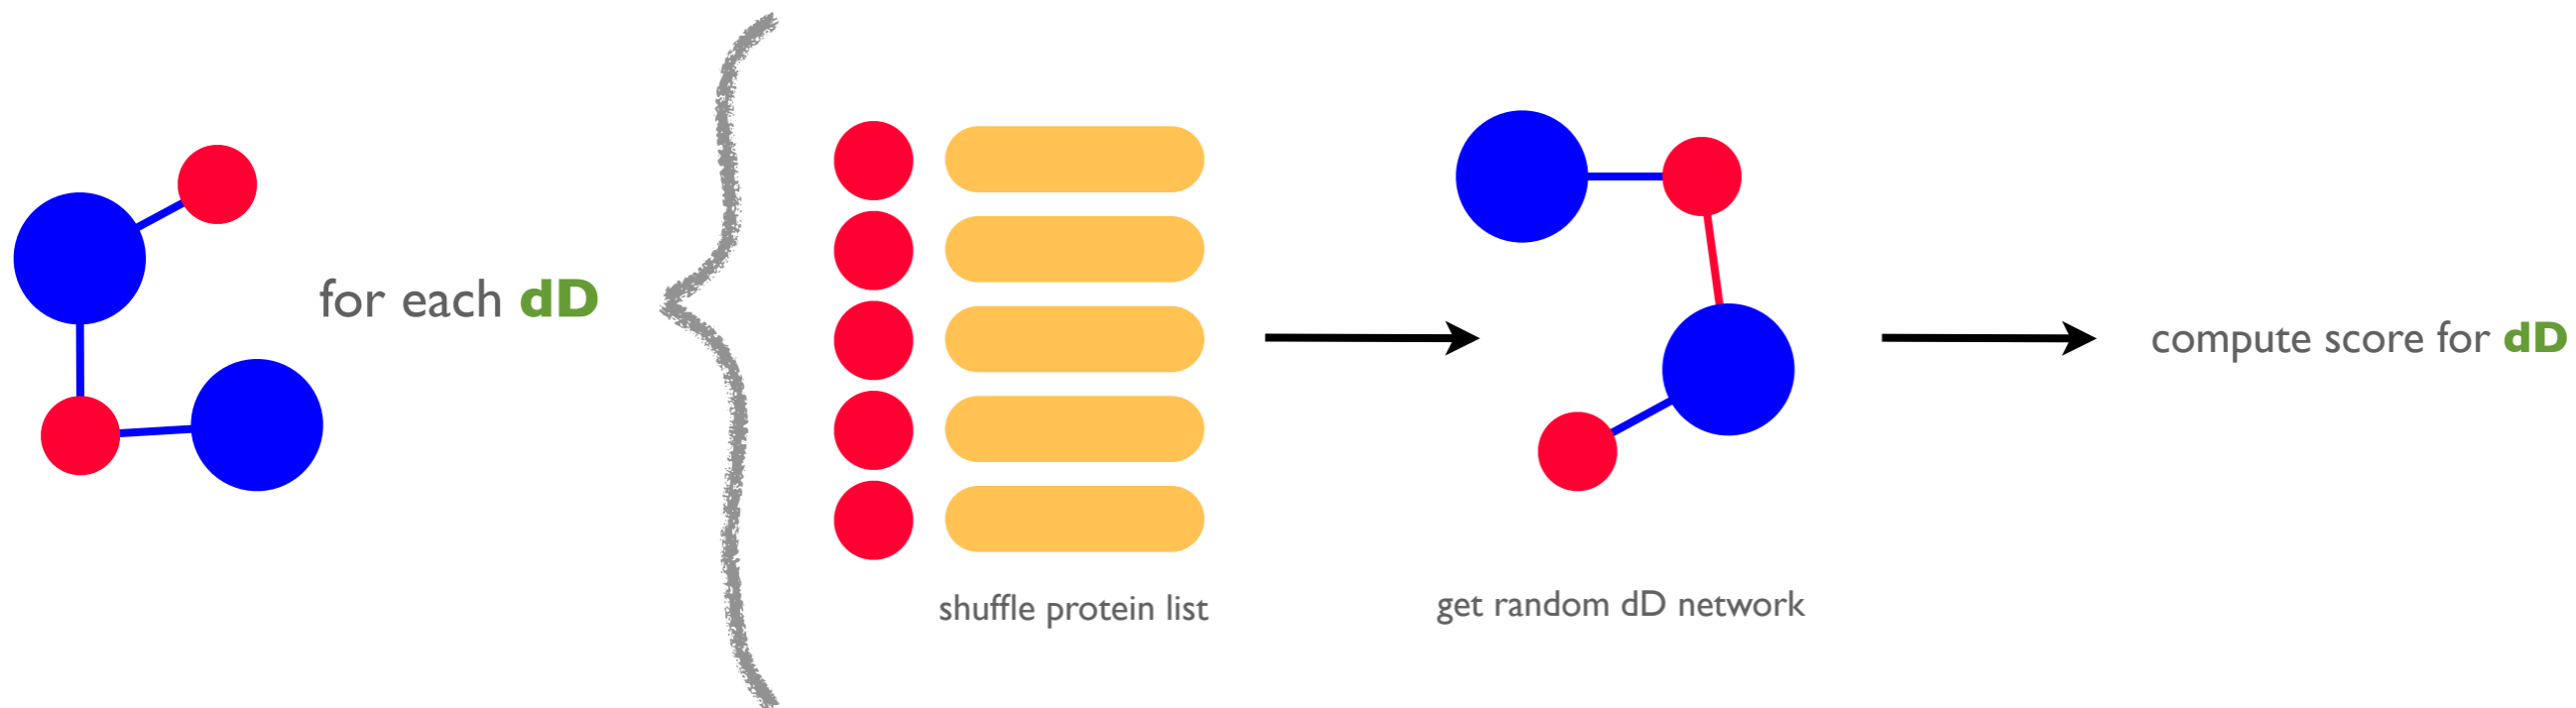 for each dD
shuffle protein list
get random dD network
compute score for dD